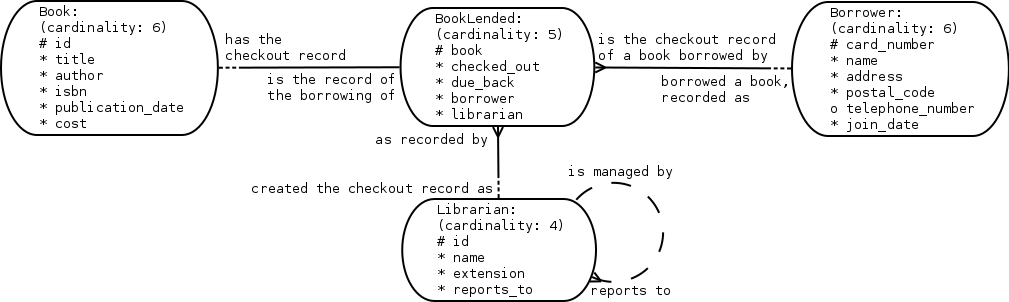 Book:
(cardinality: 6)
# id
* title
* author
* isbn
* publication_date
* cost
has the
checkout record
is the record of
the borrowing of
BookLended:
(cardinality: 5)
# book
* checked_out
* due_back
* borrower
* librarian
is the checkout record
of a book borrowed by
borrowed a book,
recorded as
Borrower:
(cardinality: 6)
# card_number
* name
* address
* postal_code
o telephone_number
* join_date
as recorded by
created the checkout record as
Librarian:
(cardinality: 4)
# id
* name
* extension
* reports_to
is managed by
reports to